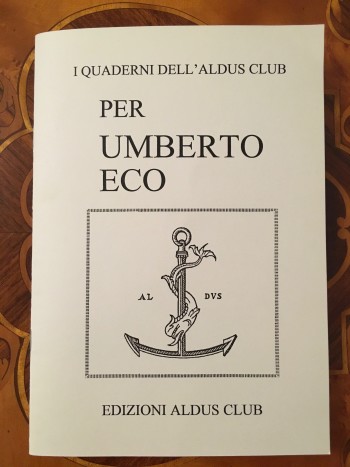 I QUADERNI DELL'ALDUS CLUB
PER
UMBERTO
ECO
AL DVS
EDIZIONI ALDUS CLUB